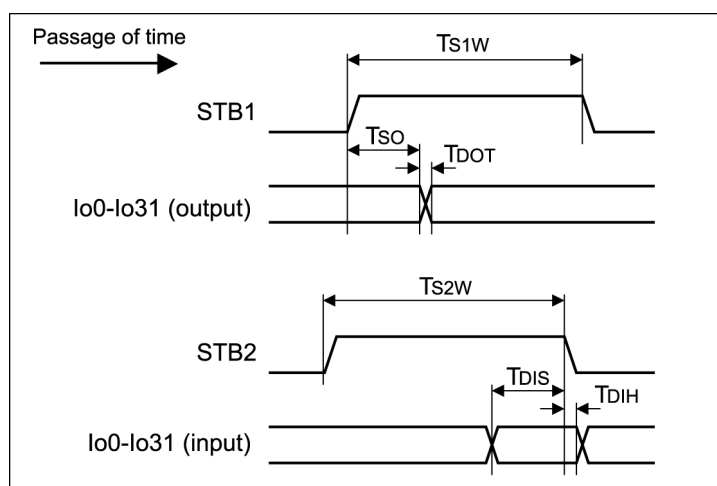 Passage of time
TS1W
STB1
TSO
TDOT
Io0-Io31 (output)
TS2W
STB2
TDIS
TDIH
Io0-Io31 (input)